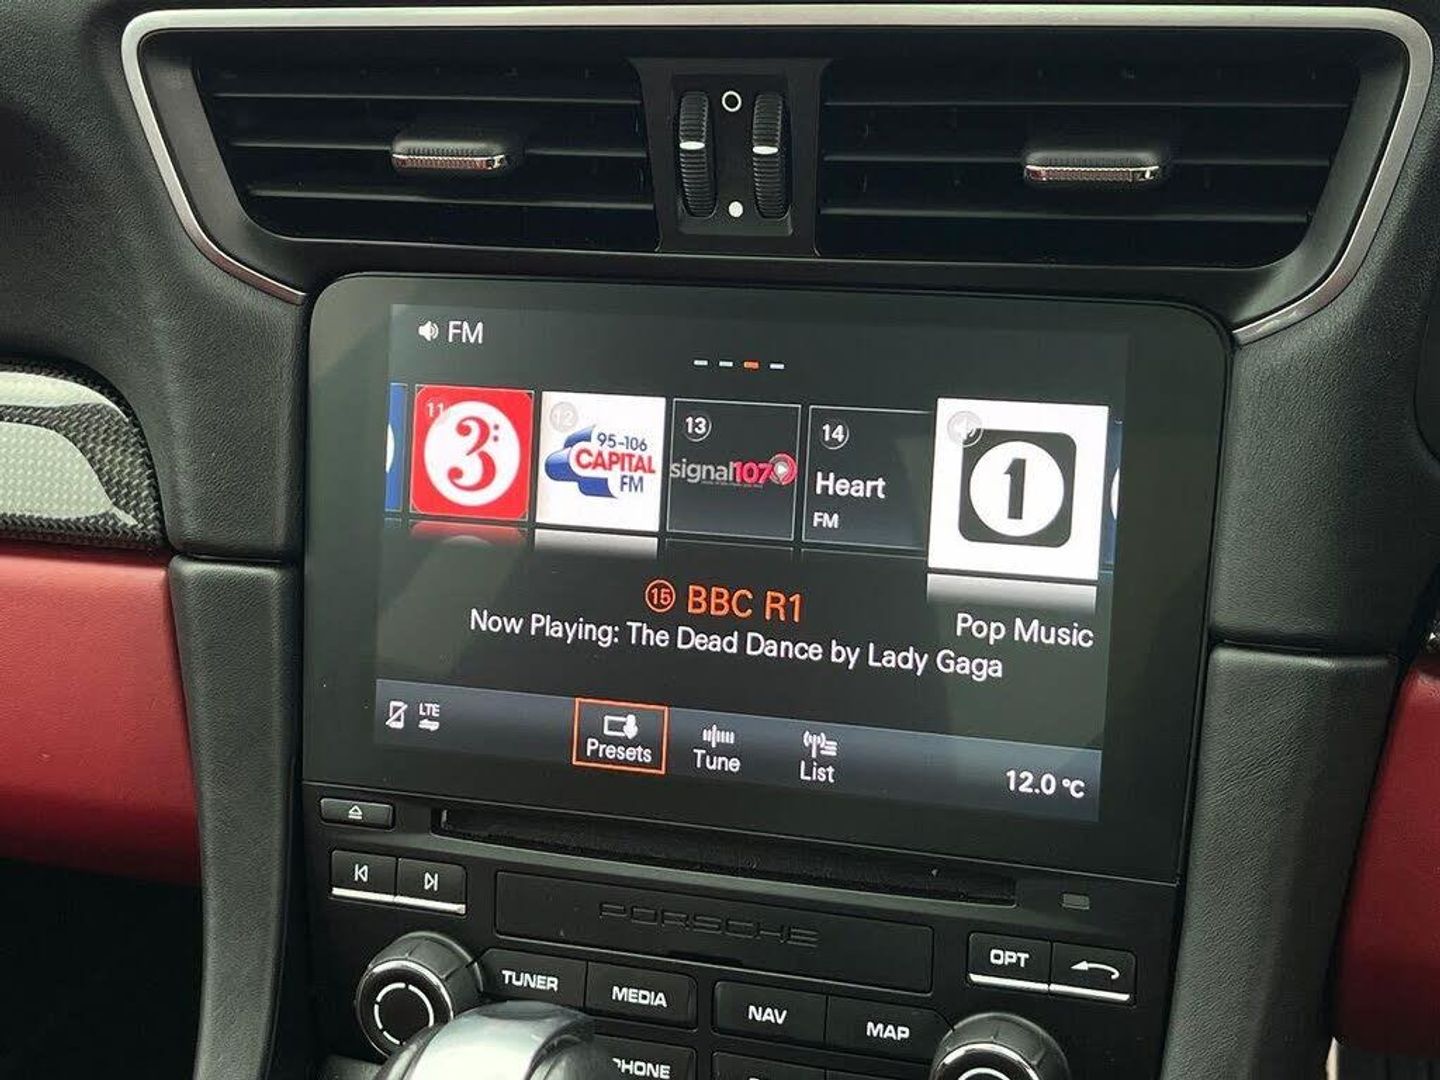 FM
11
3:
12
95-106
CAPITAL
FM
13
signal107
14
Heart
FM
1
15 BBC R1
Now Playing: The Dead Dance by Lady Gaga
Pop Music
LTE
Presets
Tune
List
12.0 °C
PORSCHE
OPT
TUNER
MEDIA
NAV
MAP
PHONE